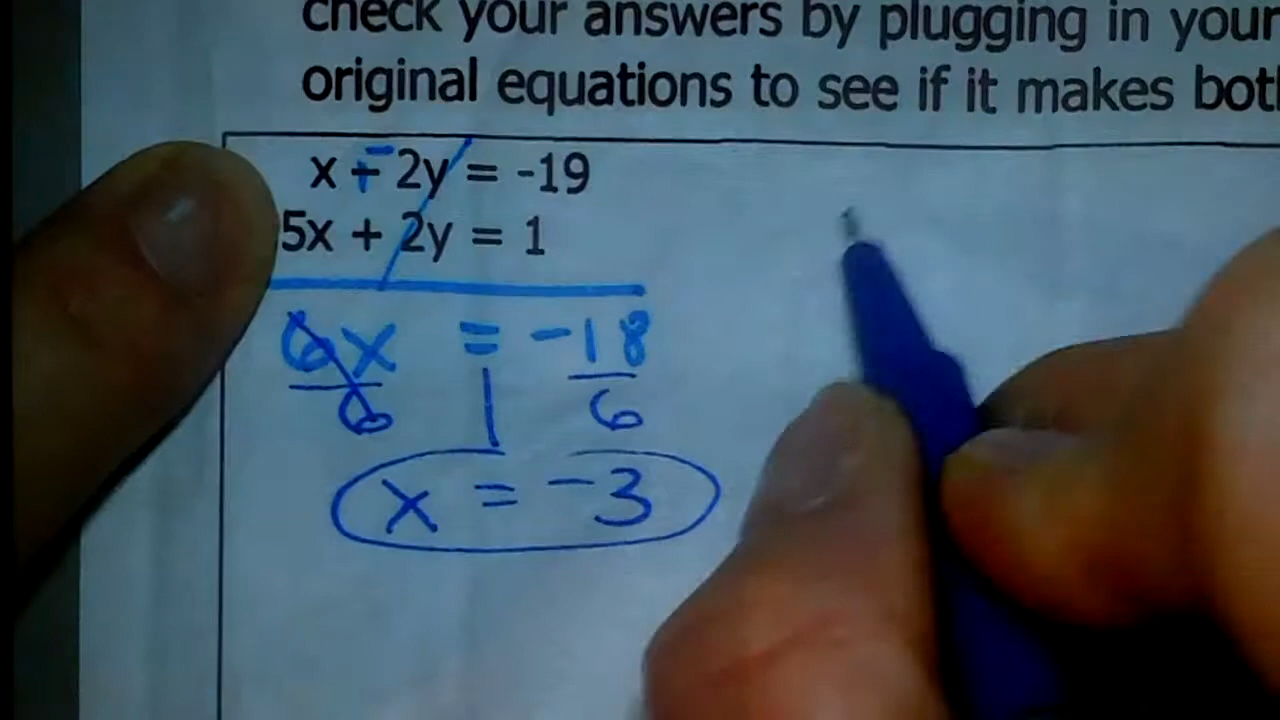 check your answers by plugging in your
original equations to see if it makes
x - 2y = -19
5x + 2y = 1
6x = -18
6 6
x = -3